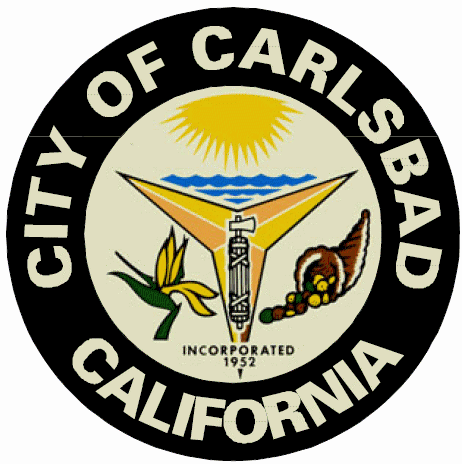 CITY OF CARLSBAD
INCORPORATED
1952
CALIFORNIA